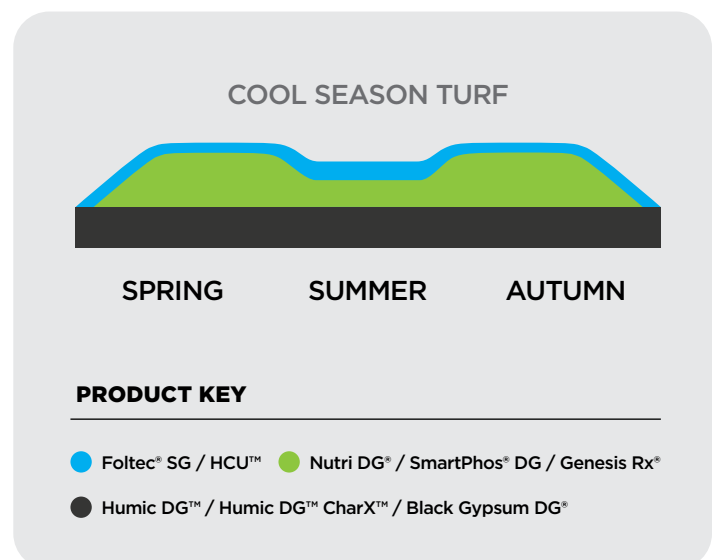 COOL SEASON TURF
SPRING SUMMER AUTUMN
PRODUCT KEY
Foltec® SG / HCU™ Nutri DG® / SmartPhos® DG / Genesis Rx®
Humic DG™ / Humic DG™ CharX™ / Black Gypsum DG®